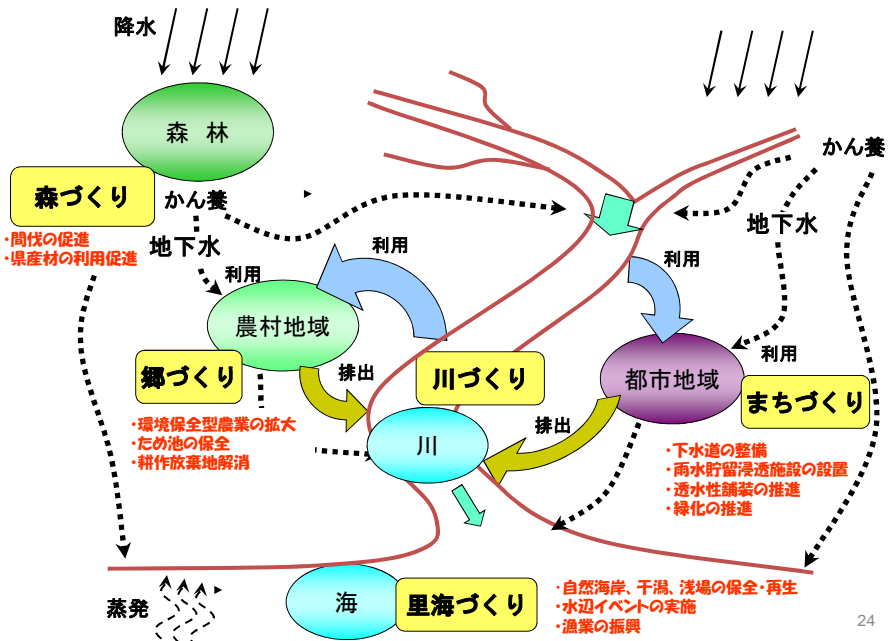 降水
森 林
森づくり
かん養
・間伐の促進
・県産材の利用促進
地下水
利用
利用
農村地域
郷づくり
排出
・環境保全型農業の拡大
・ため池の保全
・耕作放棄地解消
川づくり
川
かん養
地下水
利用
利用
都市地域
まちづくり
排出
・下水道の整備
・雨水貯留浸透施設の設置
・透水性舗装の推進
・緑化の推進
蒸発
海
里海づくり
・自然海岸、干潟、浅場の保全・再生
・水辺イベントの実施
・漁業の振興
24